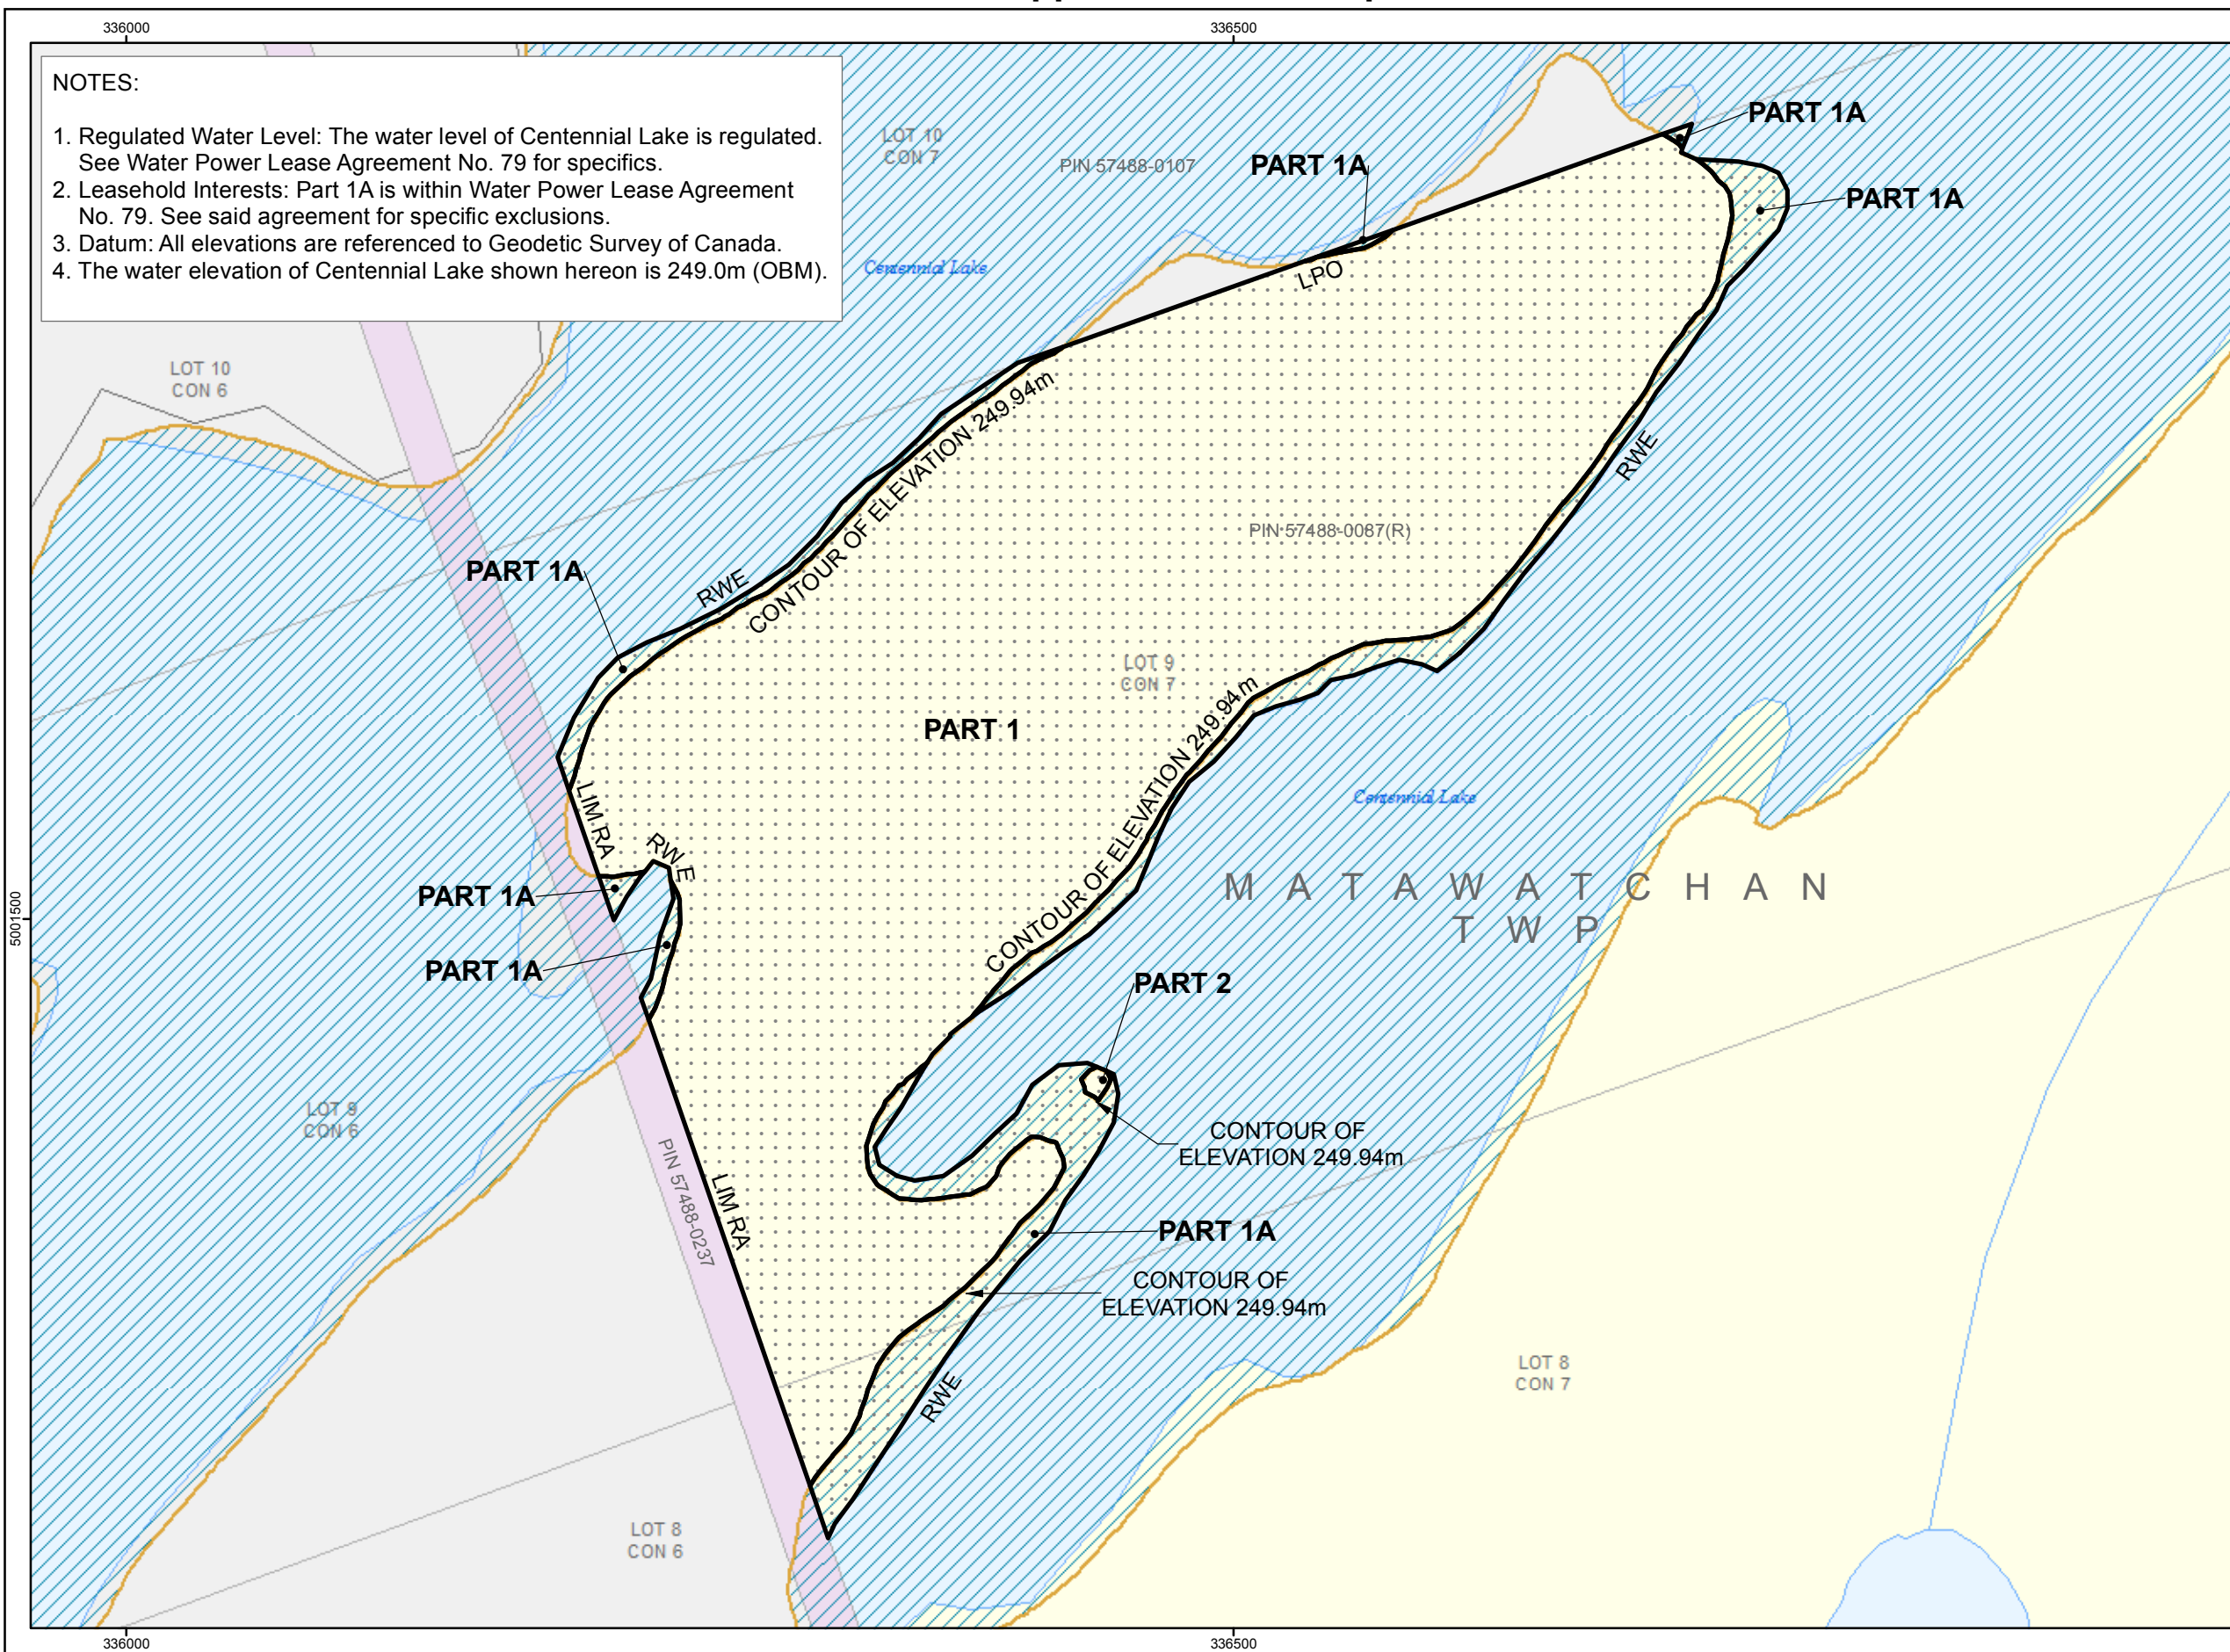 336000
336500
NOTES:
1. Regulated Water Level: The water level of Centennial Lake is regulated.
See Water Power Lease Agreement No. 79 for specifics.
2. Leasehold Interests: Part 1A is within Water Power Lease Agreement
No. 79. See said agreement for specific exclusions.
3. Datum: All elevations are referenced to Geodetic Survey of Canada.
4. The water elevation of Centennial Lake shown hereon is 249.0m (OBM).
LOT 10
CON 7
PIN 57488-0107
PART 1A
PART 1A
PART 1A
Centennial Lake
LPO
LOT 10
CON 6
CONTOUR OF ELEVATION 249.94m
RWE
RWE
PIN 57488-0087(R)
PART 1A
LOT 9
CON 7
PART 1
CONTOUR OF ELEVATION 249.94m
Centennial Lake
LIM RA
RWE
PART 1A
MATAWATCHAN
TWP
5001500
PART 1A
PART 2
LOT 9
CON 6
CONTOUR OF
ELEVATION 249.94m
PIN 57488-0237
LIM RA
PART 1A
CONTOUR OF
ELEVATION 249.94m
RWE
LOT 8
CON 7
LOT 8
CON 6
336000
336500